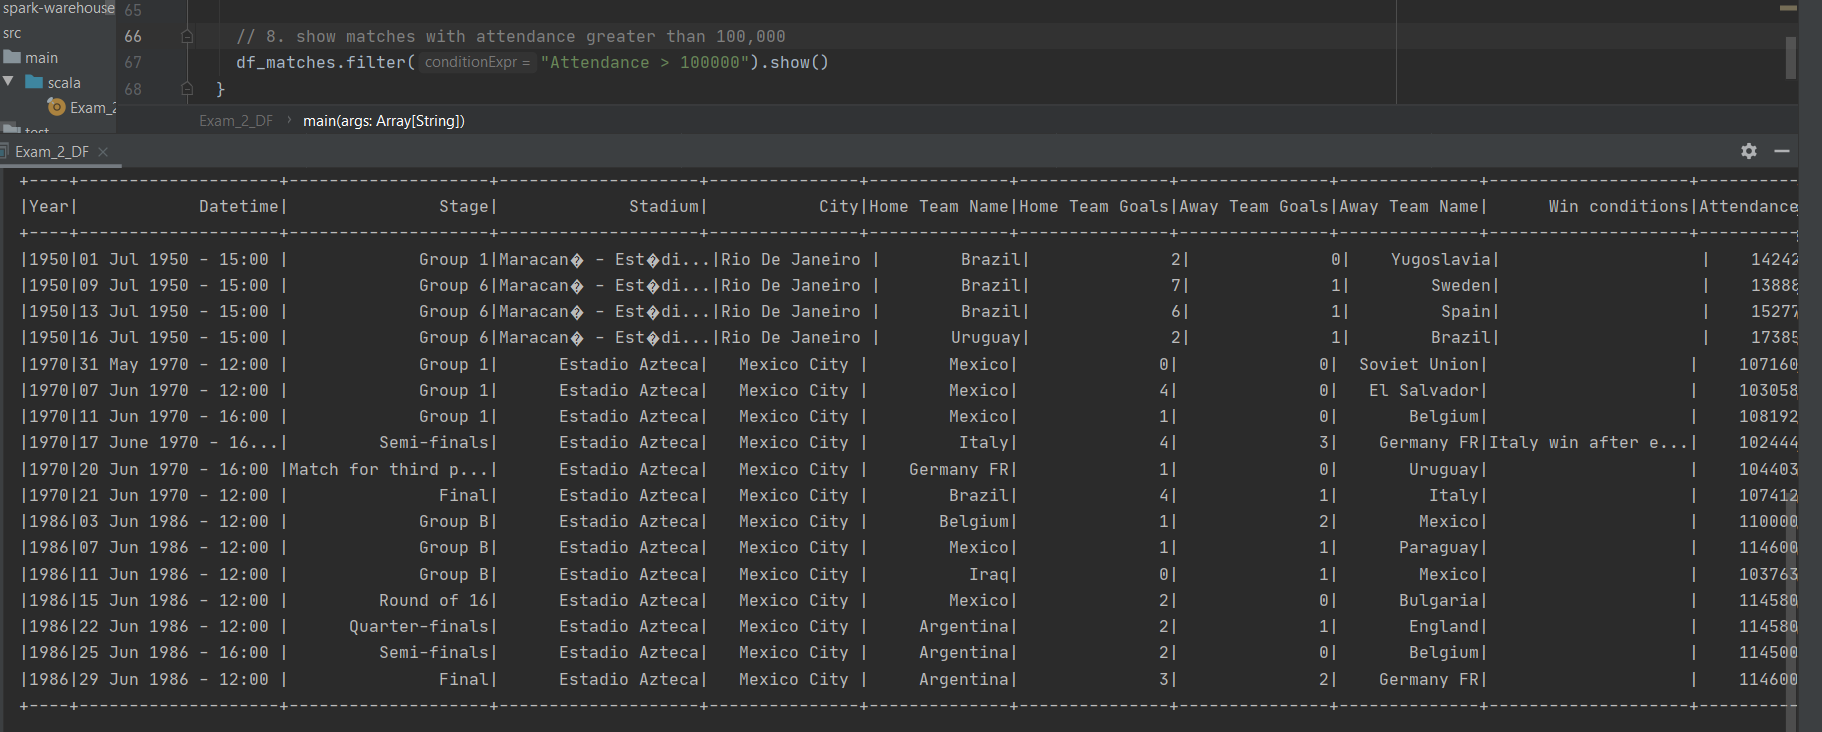 spark-warehouse
65
src
66 // 8. show matches with attendance greater than 100,000
main
67 df_matches.filter( conditionExpr = "Attendance > 100000").show()
scala
68 }
Exam_2
test
Exam_2_DF › main(args: Array[String])
Exam_2_DF ×
+----+--------------------+--------------------+--------------------+---------------+--------------+---------------+---------------+--------------+--------------------+----------
|Year|            Datetime|               Stage|             Stadium|           City|Home Team Name|Home Team Goals|Away Team Goals|Away Team Name|      Win conditions|Attendance
+----+--------------------+--------------------+--------------------+---------------+--------------+---------------+---------------+--------------+--------------------+----------
|1950|01 Jul 1950 - 15:00 |             Group 1|Maracan� - Est�di...|Rio De Janeiro |        Brazil|              2|              0|    Yugoslavia|                    |    14242
|1950|09 Jul 1950 - 15:00 |             Group 6|Maracan� - Est�di...|Rio De Janeiro |        Brazil|              7|              1|        Sweden|                    |    13888
|1950|13 Jul 1950 - 15:00 |             Group 6|Maracan� - Est�di...|Rio De Janeiro |        Brazil|              6|              1|         Spain|                    |    15277
|1950|16 Jul 1950 - 15:00 |             Group 6|Maracan� - Est�di...|Rio De Janeiro |       Uruguay|              2|              1|        Brazil|                    |    17385
|1970|31 May 1970 - 12:00 |             Group 1|      Estadio Azteca|   Mexico City |        Mexico|              0|              0|  Soviet Union|                    |    107160
|1970|07 Jun 1970 - 12:00 |             Group 1|      Estadio Azteca|   Mexico City |        Mexico|              4|              0|   El Salvador|                    |    103058
|1970|11 Jun 1970 - 16:00 |             Group 1|      Estadio Azteca|   Mexico City |        Mexico|              1|              0|       Belgium|                    |    108192
|1970|17 June 1970 - 16...|         Semi-finals|      Estadio Azteca|   Mexico City |         Italy|              4|              3|    Germany FR|Italy win after e...|    102444
|1970|20 Jun 1970 - 16:00 |Match for third p...|      Estadio Azteca|   Mexico City |    Germany FR|              1|              0|       Uruguay|                    |    104403
|1970|21 Jun 1970 - 12:00 |               Final|      Estadio Azteca|   Mexico City |        Brazil|              4|              1|         Italy|                    |    107412
|1986|03 Jun 1986 - 12:00 |             Group B|      Estadio Azteca|   Mexico City |       Belgium|              1|              2|        Mexico|                    |    110000
|1986|07 Jun 1986 - 12:00 |             Group B|      Estadio Azteca|   Mexico City |        Mexico|              1|              1|      Paraguay|                    |    114600
|1986|11 Jun 1986 - 12:00 |             Group B|      Estadio Azteca|   Mexico City |          Iraq|              0|              1|        Mexico|                    |    103763
|1986|15 Jun 1986 - 12:00 |         Round of 16|      Estadio Azteca|   Mexico City |        Mexico|              2|              0|      Bulgaria|                    |    114580
|1986|22 Jun 1986 - 12:00 |      Quarter-finals|      Estadio Azteca|   Mexico City |     Argentina|              2|              1|       England|                    |    114580
|1986|25 Jun 1986 - 16:00 |         Semi-finals|      Estadio Azteca|   Mexico City |     Argentina|              2|              0|       Belgium|                    |    114500
|1986|29 Jun 1986 - 12:00 |               Final|      Estadio Azteca|   Mexico City |     Argentina|              3|              2|    Germany FR|                    |    114600
+----+--------------------+--------------------+--------------------+---------------+--------------+---------------+---------------+--------------+--------------------+----------